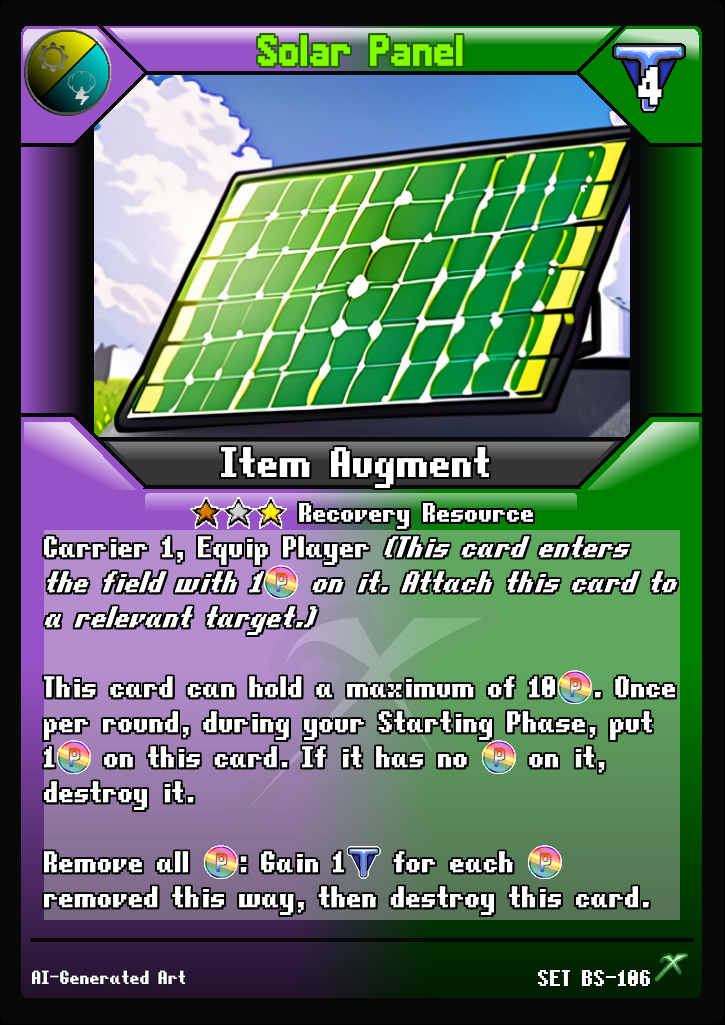 Solar Panel
4
Item Augment
Recovery Resource
Carrier 1, Equip Player (This card enters
the field with 1 P on it. Attach this card to
a relevant target.)
This card can hold a maximum of 10 P. Once
per round, during your Starting Phase, put
1 P on this card. If it has no P on it,
destroy it.
Remove all P: Gain 1 T for each P
removed this way, then destroy this card.
AI-Generated Art
SET BS-106